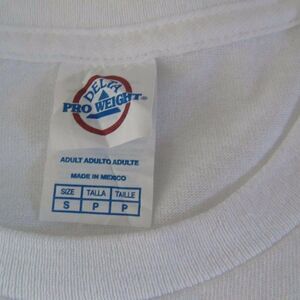 DELTA
PRO WEIGHT®
ADULT ADULTO ADULTE
MADE IN MEXICO
SIZE TALLA TAILLE
S P P